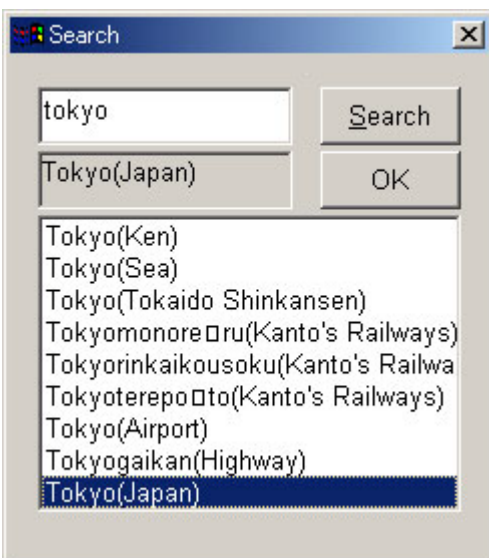 Search
tokyo
Search
Tokyo(Japan)
OK
Tokyo(Ken)
Tokyo(Sea)
Tokyo(Tokaido Shinkansen)
Tokyomonore□ru(Kanto's Railways)
Tokyorinkaikousoku(Kanto's Railwa
Tokyoterepo□to(Kanto's Railways)
Tokyo(Airport)
Tokyogaikan(Highway)
Tokyo(Japan)